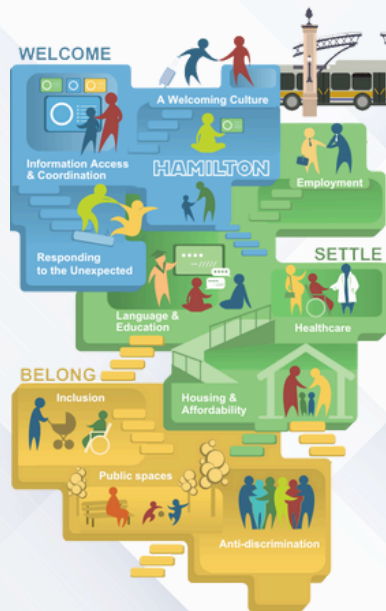 WELCOME
A Welcoming Culture
Information Access
& Coordination
HAMILTON
Employment
Responding
to the Unexpected
SETTLE
Language &
Education
Healthcare
BELONG
Housing &
Affordability
Inclusion
Public spaces
Anti-discrimination